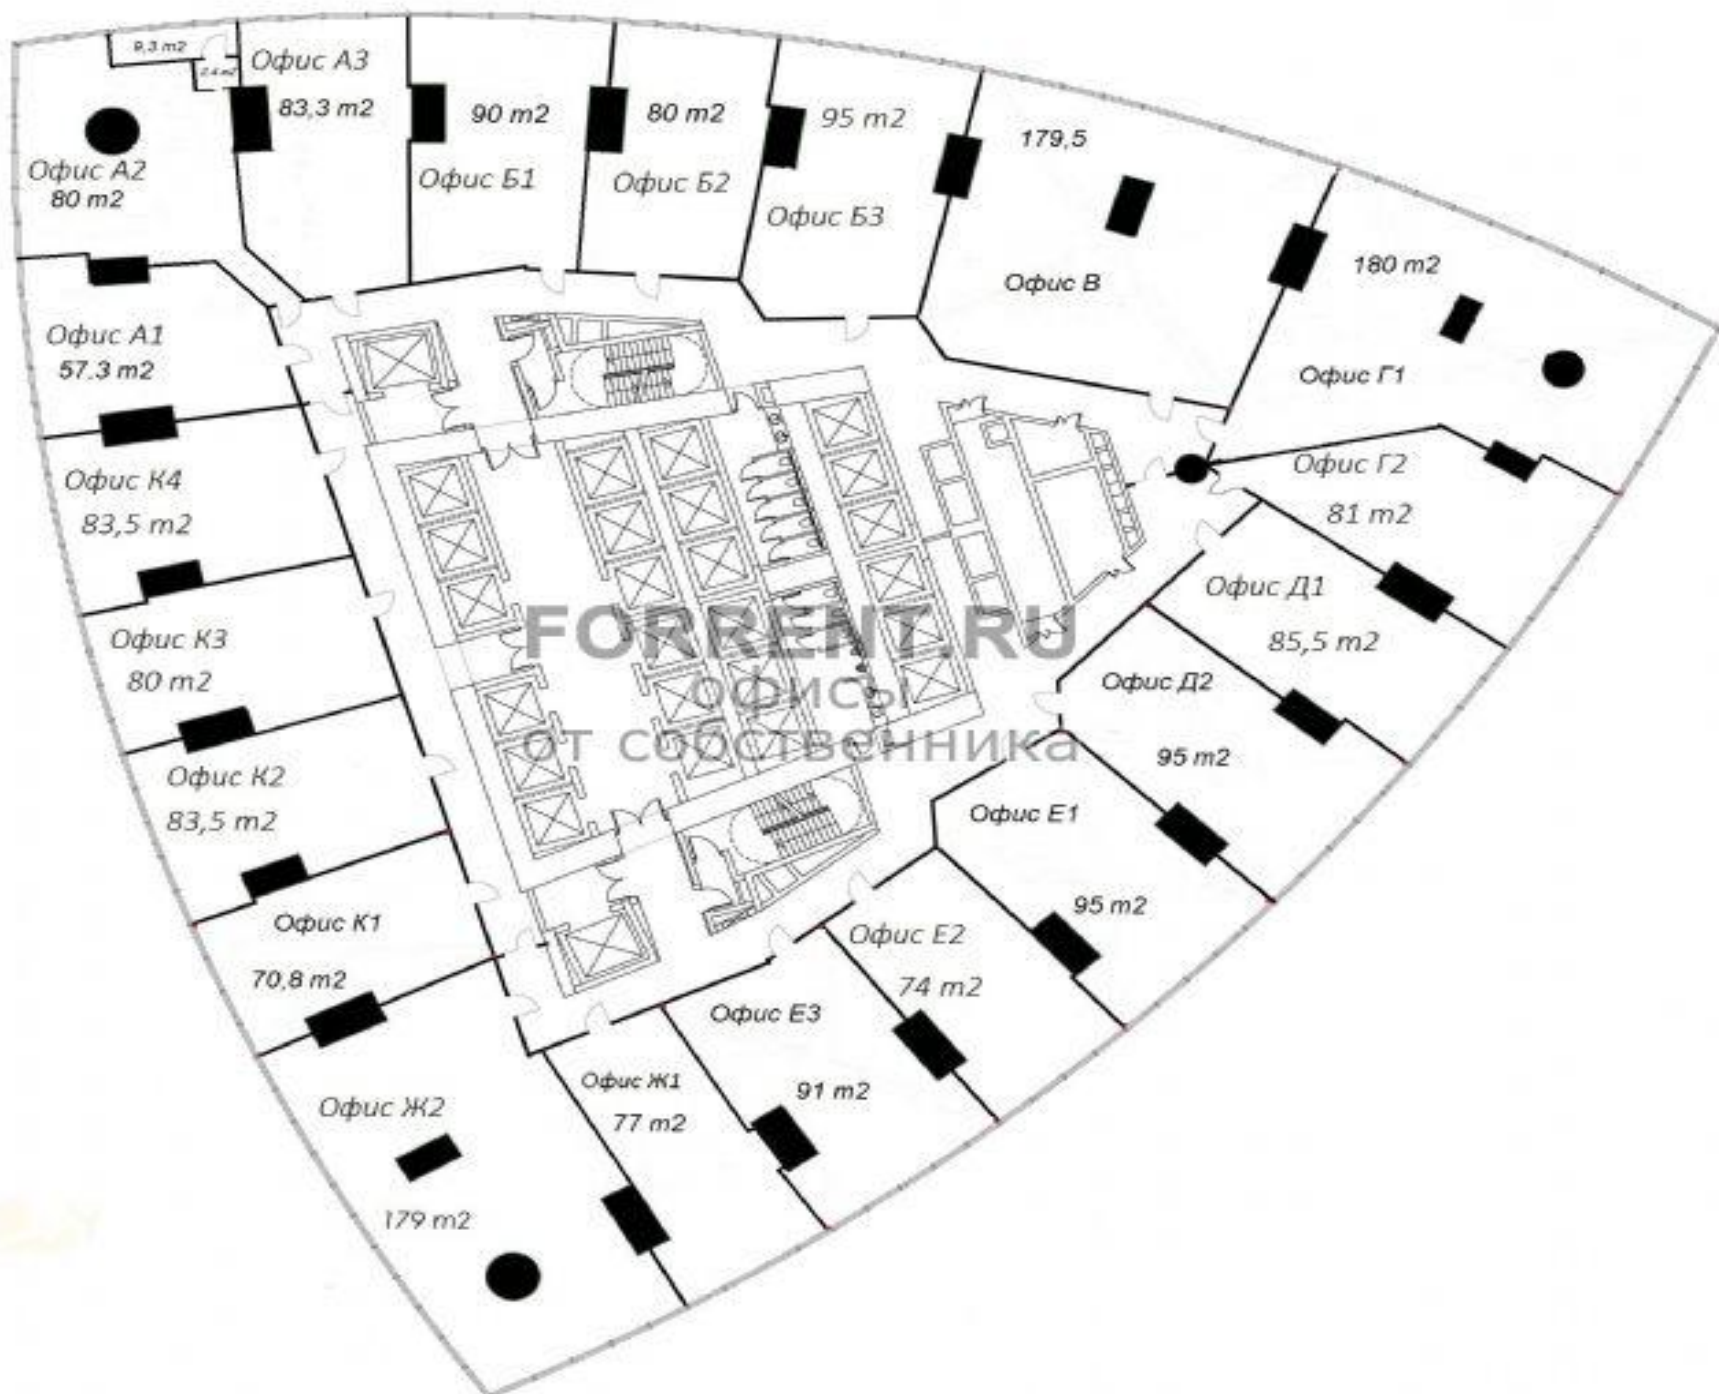 9,3 m2
2,4 m2
Офис А3
83,3 m2
90 m2
80 m2
95 m2
179,5
Офис А2
80 m2
Офис Б1
Офис Б2
Офис Б3
180 m2
Офис В
Офис А1
57.3 m2
Офис Г1
Офис К4
83,5 m2
Офис Г2
81 m2
Офис Д1
85,5 m2
Офис К3
80 m2
FORRENT.RU
офисы
от собственника
Офис Д2
95 m2
Офис К2
83,5 m2
Офис Е1
95 m2
Офис К1
70,8 m2
Офис Е2
74 m2
Офис Е3
91 m2
Офис Ж1
77 m2
Офис Ж2
179 m2